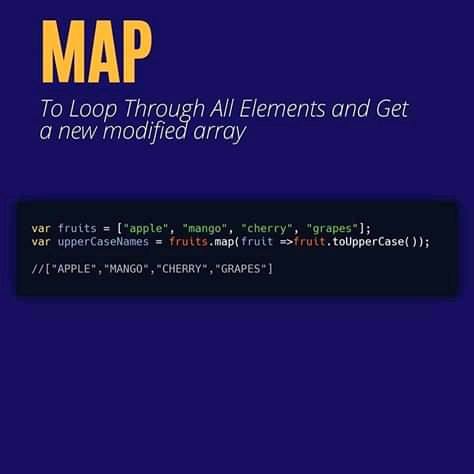 MAP
To Loop Through All Elements and Get
a new modified array
var fruits = ["apple", "mango", "cherry", "grapes"];
var upperCaseNames = fruits.map(fruit =>fruit.toUpperCase());
//["APPLE","MANGO","CHERRY","GRAPES"]